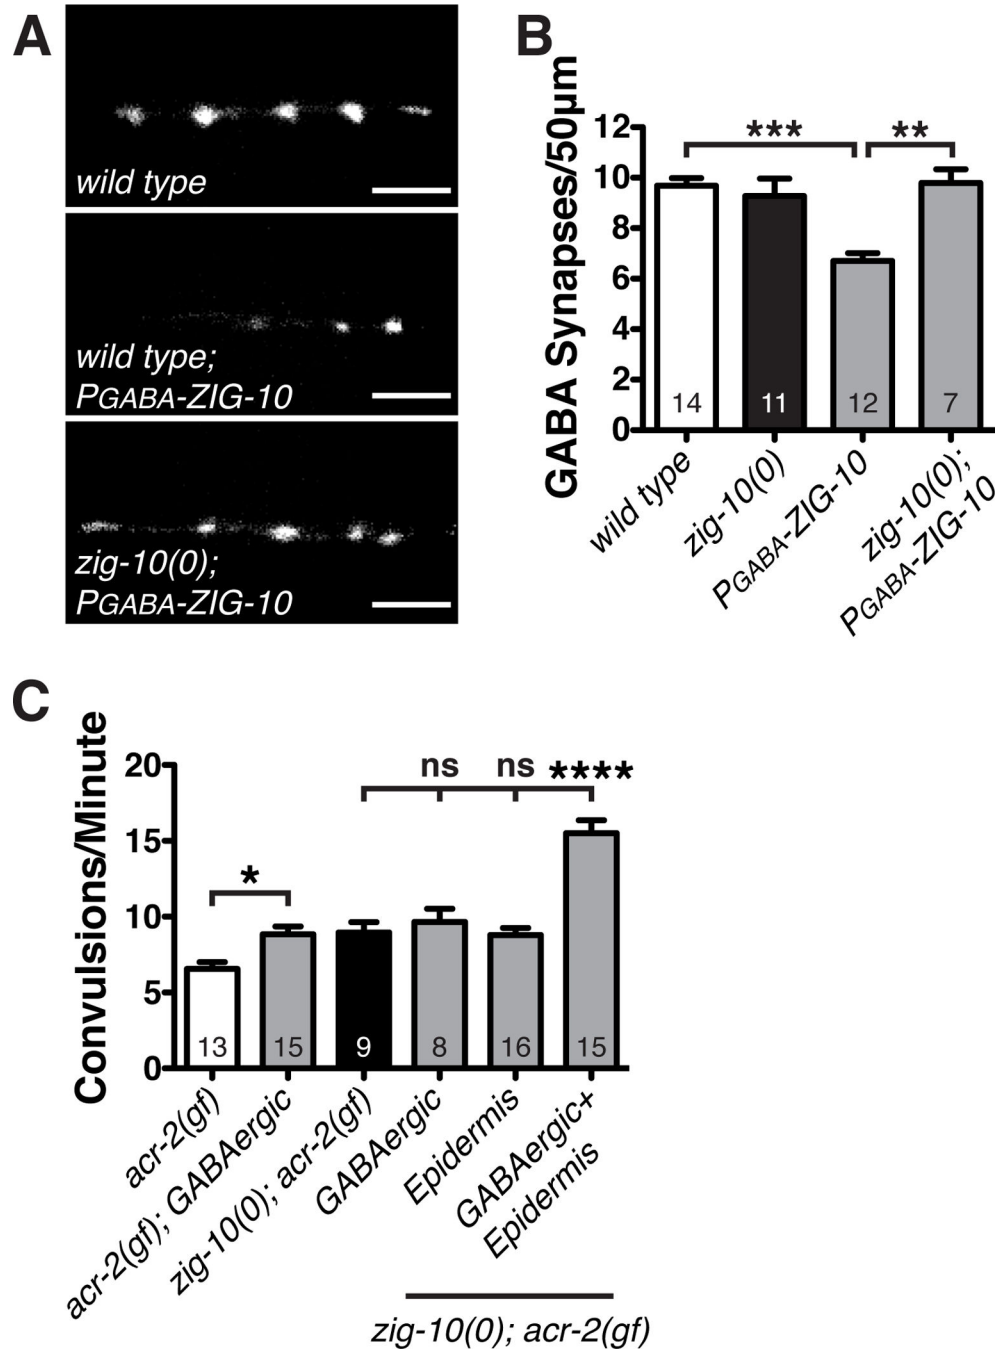 A
wild type
wild type;
PGABA-ZIG-10
zig-10(0);
PGABA-ZIG-10
B
GABA Synapses/50µm
12
10
8
6
4
2
0
***
**
14
11
12
7
wild type
zig-10(0)
PGABA-ZIG-10
zig-10(0);
PGABA-ZIG-10
C
Convulsions/Minute
20
15
10
5
0
*
ns
ns
****
13
15
9
8
16
15
acr-2(gf)
acr-2(gf); GABAergic
zig-10(0); acr-2(gf)
GABAergic
Epidermis
GABAergic+
Epidermis
zig-10(0); acr-2(gf)